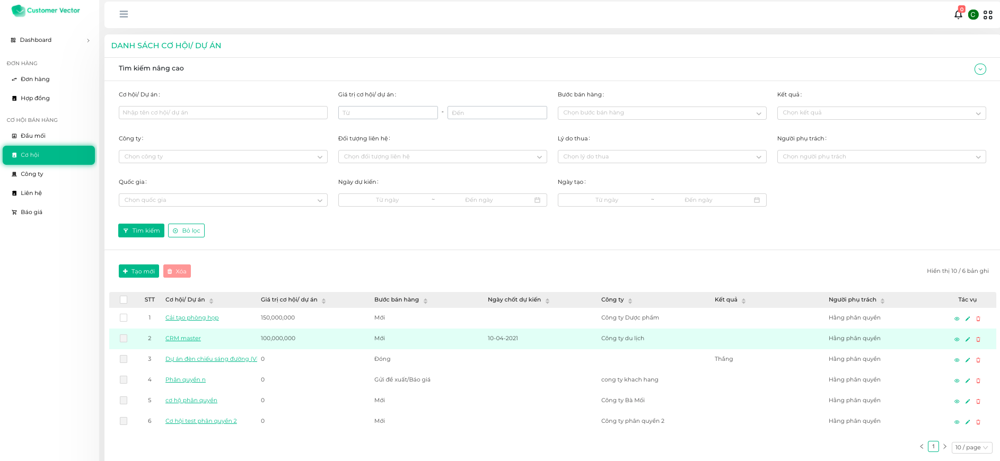 Customer Vector
0
C
Dashboard
ĐƠN HÀNG
Đơn hàng
Hợp đồng
CƠ HỘI BÁN HÀNG
Đầu mối
Cơ hội
Công ty
Liên hệ
Báo giá
DANH SÁCH CƠ HỘI/ DỰ ÁN
Tìm kiếm nâng cao
Cơ hội/ Dự án: Giá trị cơ hội/ dự án: Bước bán hàng: Kết quả:
Nhập tên cơ hội/ dự án Từ - Đến Chọn bước bán hàng Chọn kết quả
Công ty: Đối tượng liên hệ: Lý do thua: Người phụ trách:
Chọn công ty Chọn đối tượng liên hệ Chọn lý do thua Chọn người phụ trách
Quốc gia: Ngày dự kiến: Ngày tạo:
Chọn quốc gia Từ ngày ~ Đến ngày Từ ngày ~ Đến ngày
Tìm kiếm Bỏ lọc
Tạo mới Xóa Hiển thị 10 / 6 bản ghi
STT Cơ hội/ Dự án Giá trị cơ hội/ dự án Bước bán hàng Ngày chốt dự kiến Công ty Kết quả Người phụ trách Tác vụ
1 Cải tạo phòng họp 150,000,000 Mới Công ty Dược phẩm Hằng phân quyền
2 CRM master 100,000,000 Mới 10-04-2021 Công ty du lịch Hằng phân quyền
3 Dự án đèn chiếu sáng đường (V 0 Đóng Thắng Hằng phân quyền
4 Phân quyền n 0 Gửi đề xuất/Báo giá cong ty khach hang Hằng phân quyền
5 cơ hộ phân quyền 0 Mới Công ty Bà Mối Hằng phân quyền
6 Cơ hội test phân quyền 2 0 Mới Công ty phân quyền 2 Hằng phân quyền
1 10 / page